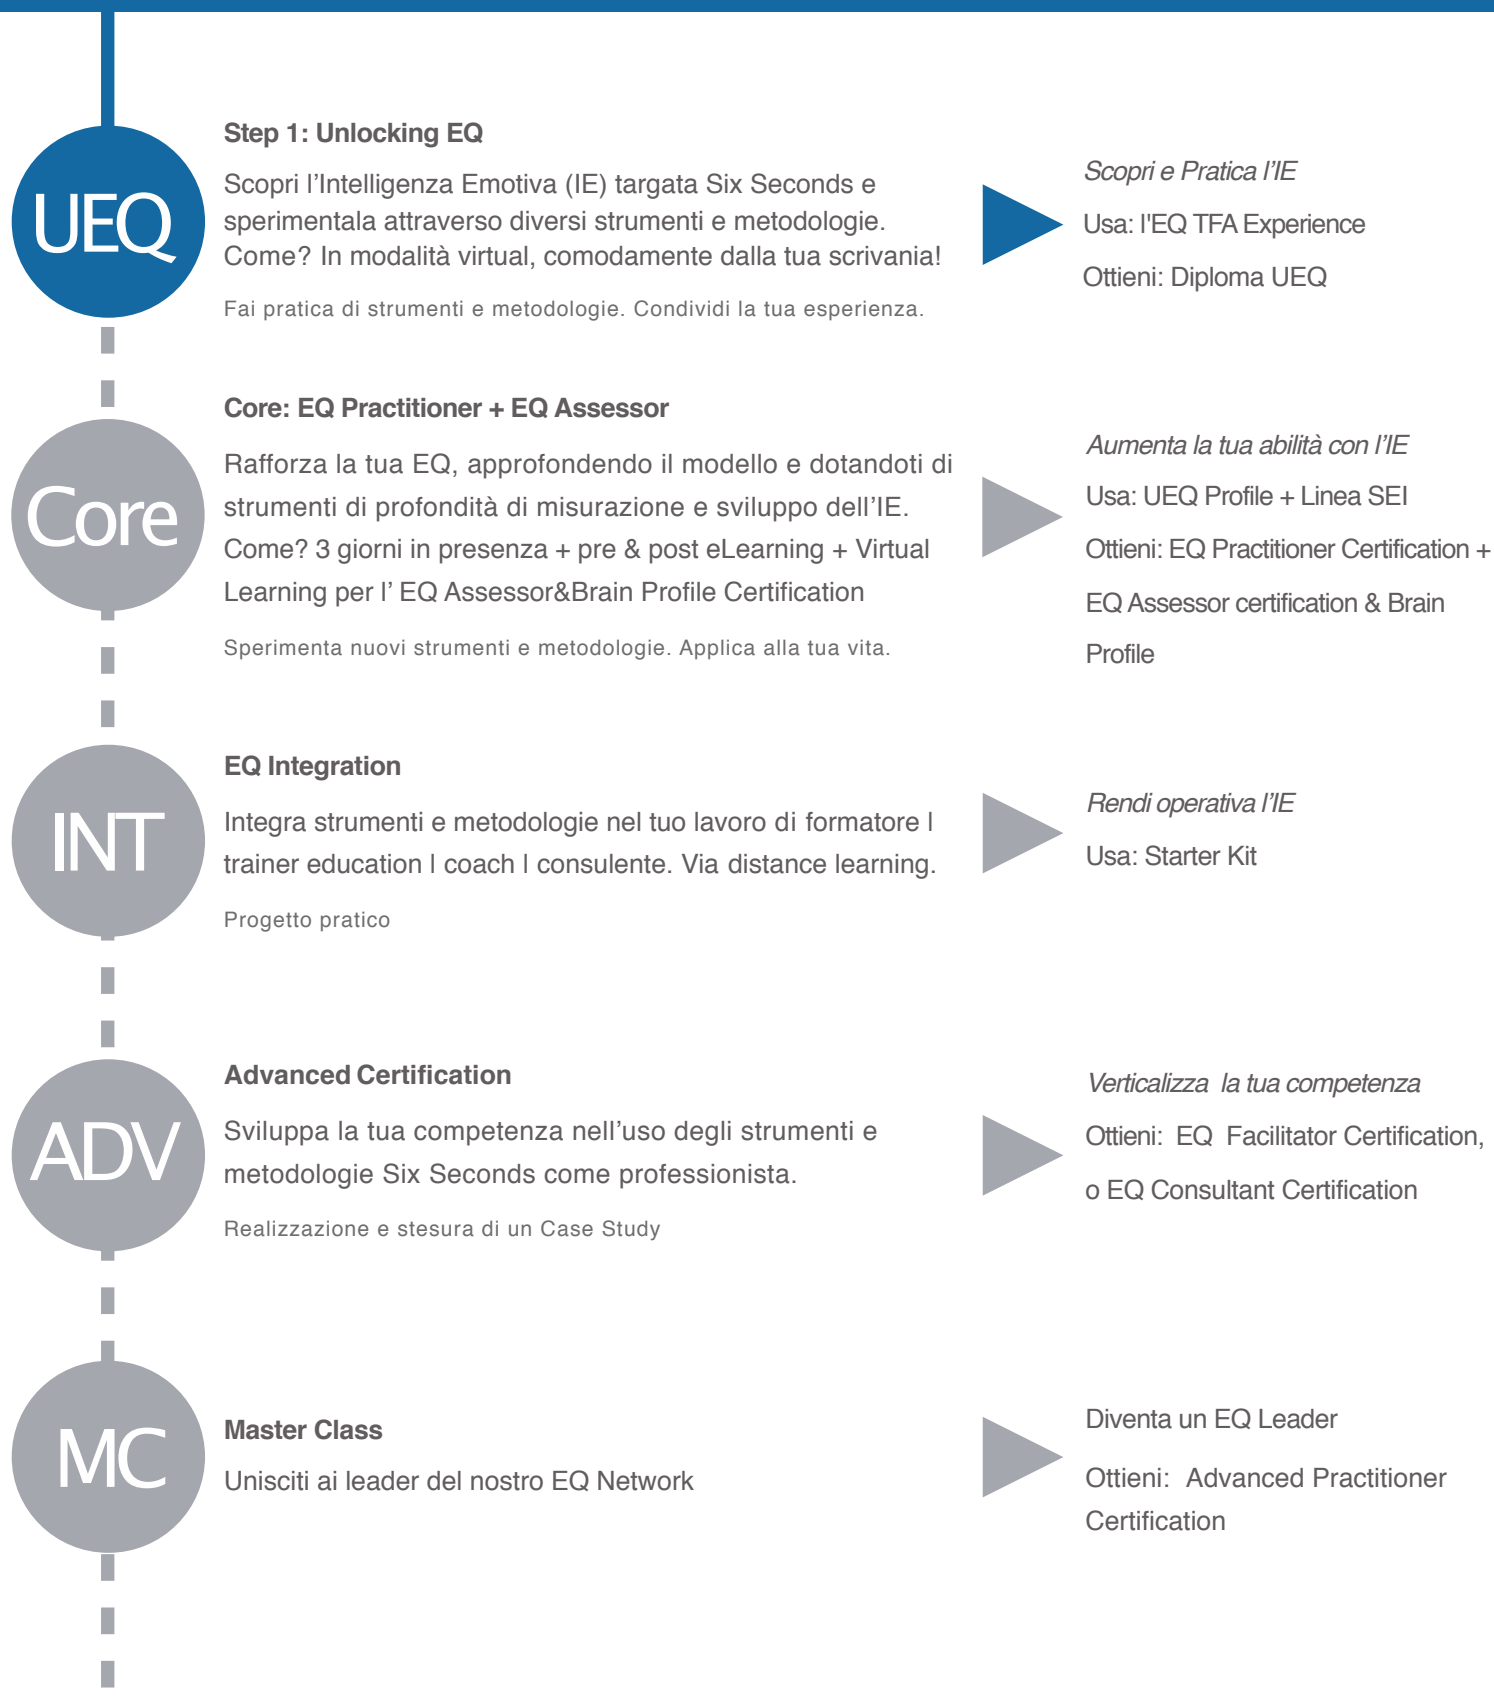 UEQ
Step 1: Unlocking EQ
Scopri l’Intelligenza Emotiva (IE) targata Six Seconds e
sperimentala attraverso diversi strumenti e metodologie.
Come? In modalità virtual, comodamente dalla tua scrivania!
Fai pratica di strumenti e metodologie. Condividi la tua esperienza.
Scopri e Pratica l’IE
Usa: l'EQ TFA Experience
Ottieni: Diploma UEQ
Core
Core: EQ Practitioner + EQ Assessor
Rafforza la tua EQ, approfondendo il modello e dotandoti di
strumenti di profondità di misurazione e sviluppo dell’IE.
Come? 3 giorni in presenza + pre & post eLearning + Virtual
Learning per l’ EQ Assessor&Brain Profile Certification
Sperimenta nuovi strumenti e metodologie. Applica alla tua vita.
Aumenta la tua abilità con l’IE
Usa: UEQ Profile + Linea SEI
Ottieni: EQ Practitioner Certification +
EQ Assessor certification & Brain
Profile
INT
EQ Integration
Integra strumenti e metodologie nel tuo lavoro di formatore l
trainer education l coach l consulente. Via distance learning.
Progetto pratico
Rendi operativa l’IE
Usa: Starter Kit
ADV
Advanced Certification
Sviluppa la tua competenza nell’uso degli strumenti e
metodologie Six Seconds come professionista.
Realizzazione e stesura di un Case Study
Verticalizza la tua competenza
Ottieni: EQ Facilitator Certification,
o EQ Consultant Certification
MC
Master Class
Unisciti ai leader del nostro EQ Network
Diventa un EQ Leader
Ottieni: Advanced Practitioner
Certification